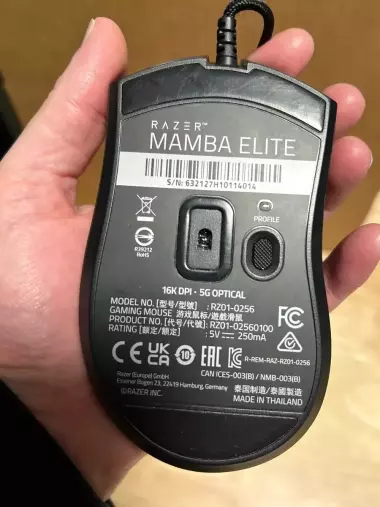 RAZER™
MAMBA ELITE
S/N: 632127H10114014
PROFILE
R39212
RoHS
16K DPI - 5G OPTICAL
MODEL NO. [型号/型號] : RZ01-0256
GAMING MOUSE 游戏鼠标/遊戲滑鼠
PRODUCT NO. [代号/代號] : RZ01-02560100
RATING [额定/額定] : 5V⎓ 250mA
R-REM-RAZ-RZ01-0256
CE UK CA 10 EAC
CAN ICES-003(B) / NMB-003(B)
Razer (Europe) GmbH
Essener Bogen 23, 22419 Hamburg, Germany
©RAZER INC.
泰国制造/泰國製造
MADE IN THAILAND